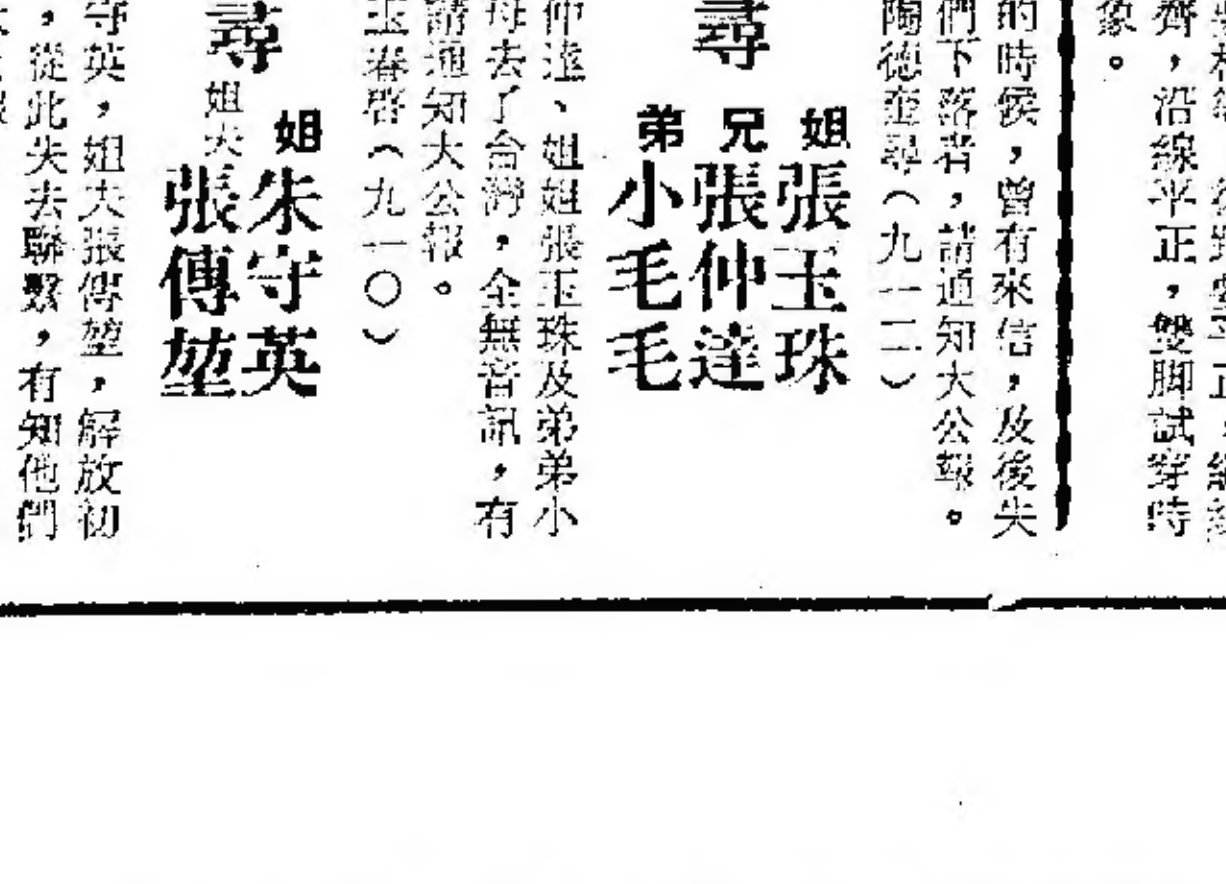 齊，沿線平正，雙脚試穿時
象。
的時候，曾有來信，及後失
們下落者，請通知大公報。
陶德奎尋（九一二）
尋
姐張玉珠
兄張仲達
弟小毛毛
仲達、姐姐張玉珠及弟弟小
母去了台灣，全無音訊，有
請通知大公報。
玉春啓（九一〇）
尋
姐朱守英
姐夫張傳堃
守英，姐夫張傳堃，解放初
，從此失去聯繫，有知他們